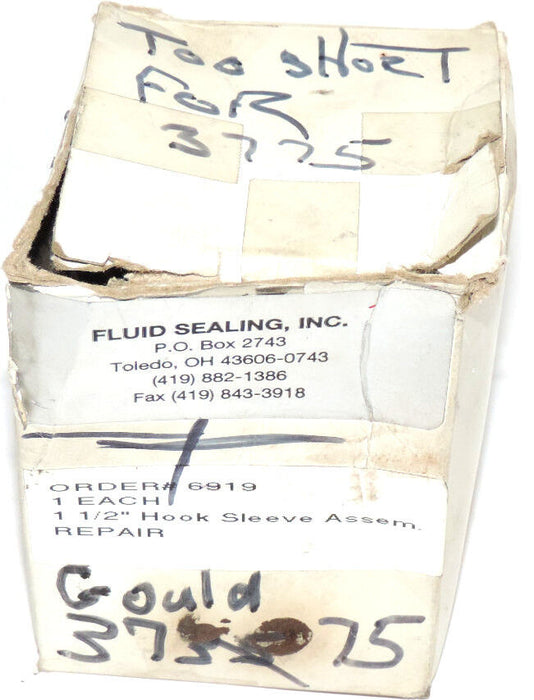 TOO SHORT
FOR
3775
FLUID SEALING, INC.
P.O. Box 2743
Toledo, OH 43606-0743
(419) 882-1386
Fax (419) 843-3918
ORDER# 6919
1 EACH
1 1/2" Hook Sleeve Assem.
REPAIR
Gould
37 75